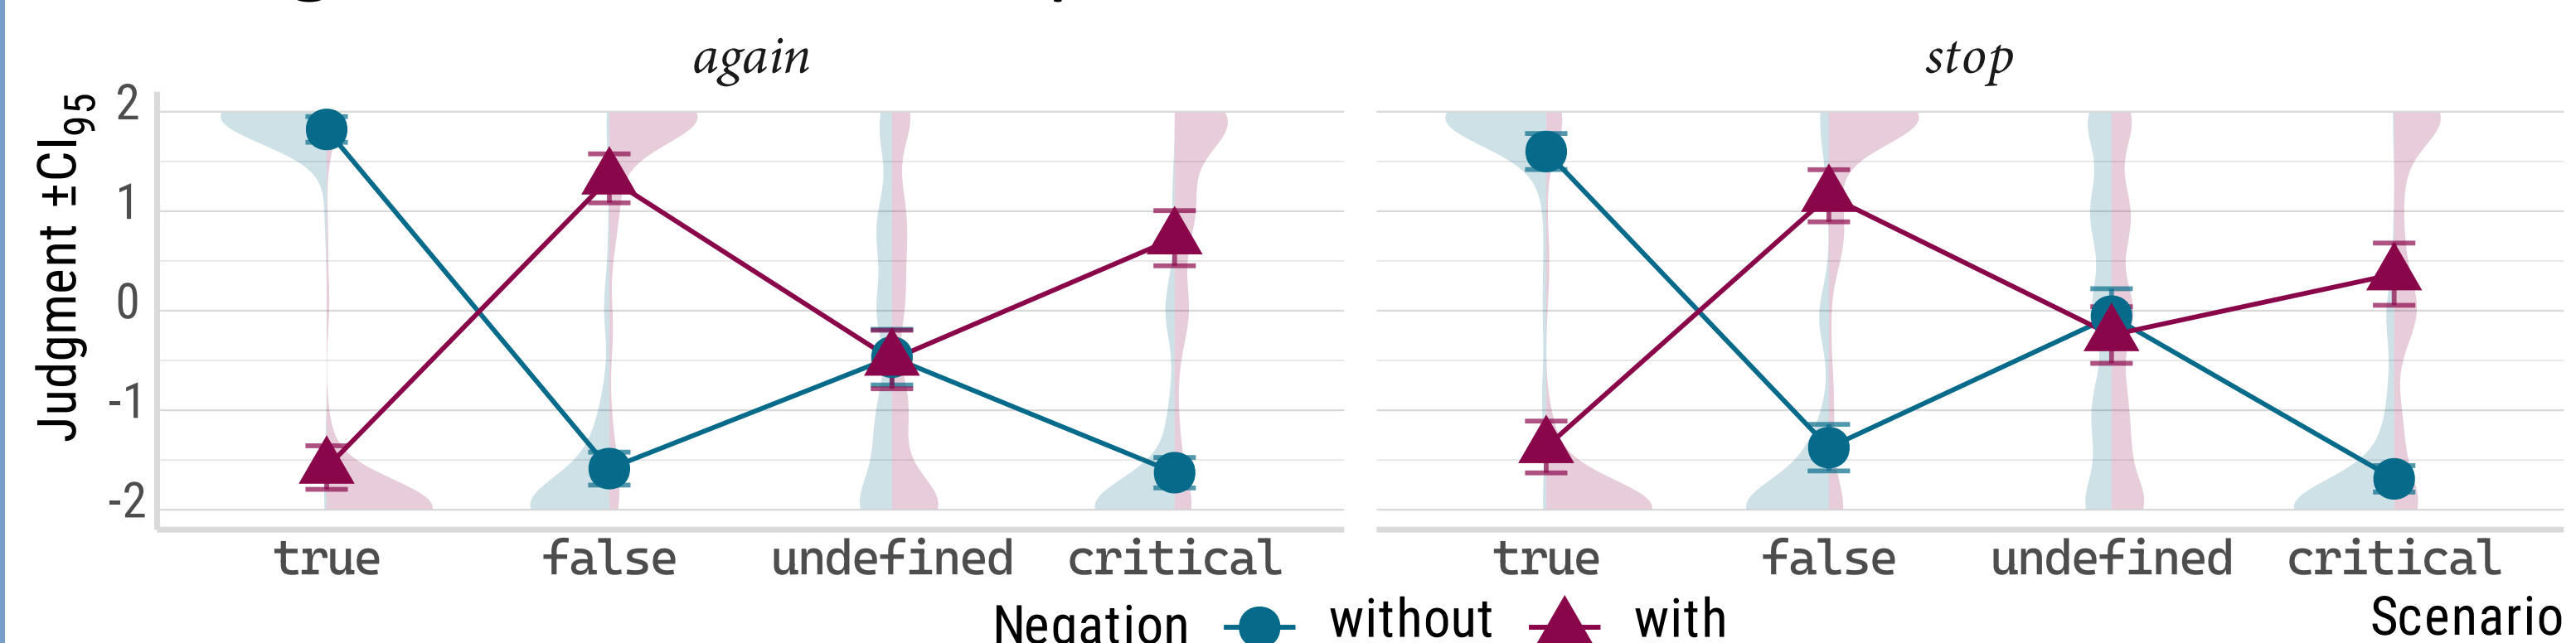 again
stop
Judgment ±CI95
2
1
0
-1
-2
true false undefined critical
true false undefined critical
Negation without with
Scenario